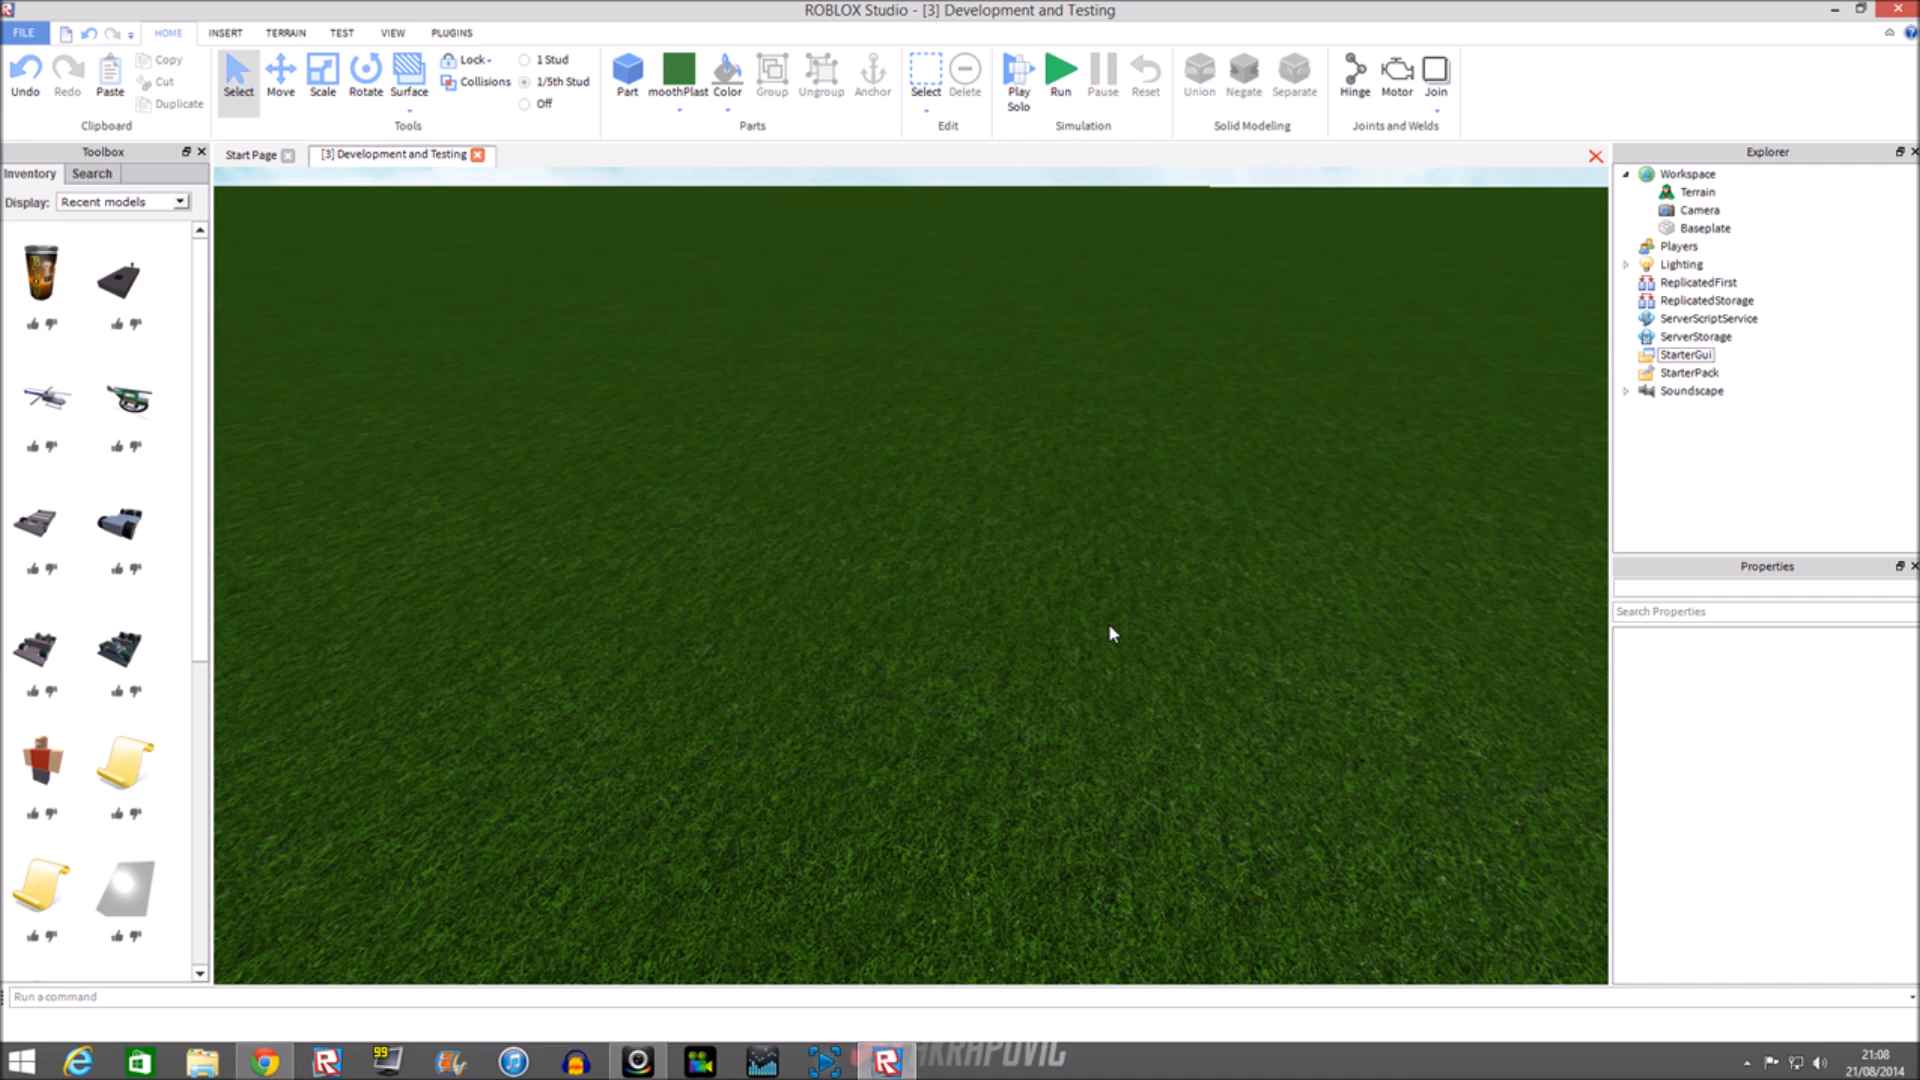 ROBLOX Studio - [3] Development and Testing
FILE HOME INSERT TERRAIN TEST VIEW PLUGINS
Undo Redo Paste Copy Cut Duplicate
Clipboard
Select Move Scale Rotate Surface Lock Collisions 1 Stud 1/5th Stud Off
Tools
Part moothPlast Color Group Ungroup Anchor
Parts
Select Delete
Edit
Play Solo Run Pause Reset
Simulation
Union Negate Separate
Solid Modeling
Hinge Motor Join
Joints and Welds
Toolbox
Inventory Search
Display: Recent models
Start Page [3] Development and Testing
Explorer
Workspace
Terrain
Camera
Baseplate
Players
Lighting
ReplicatedFirst
ReplicatedStorage
ServerScriptService
ServerStorage
StarterGui
StarterPack
Soundscape
Properties
Search Properties
Run a command
99
AKRAPOVIC
21:08
21/08/2014